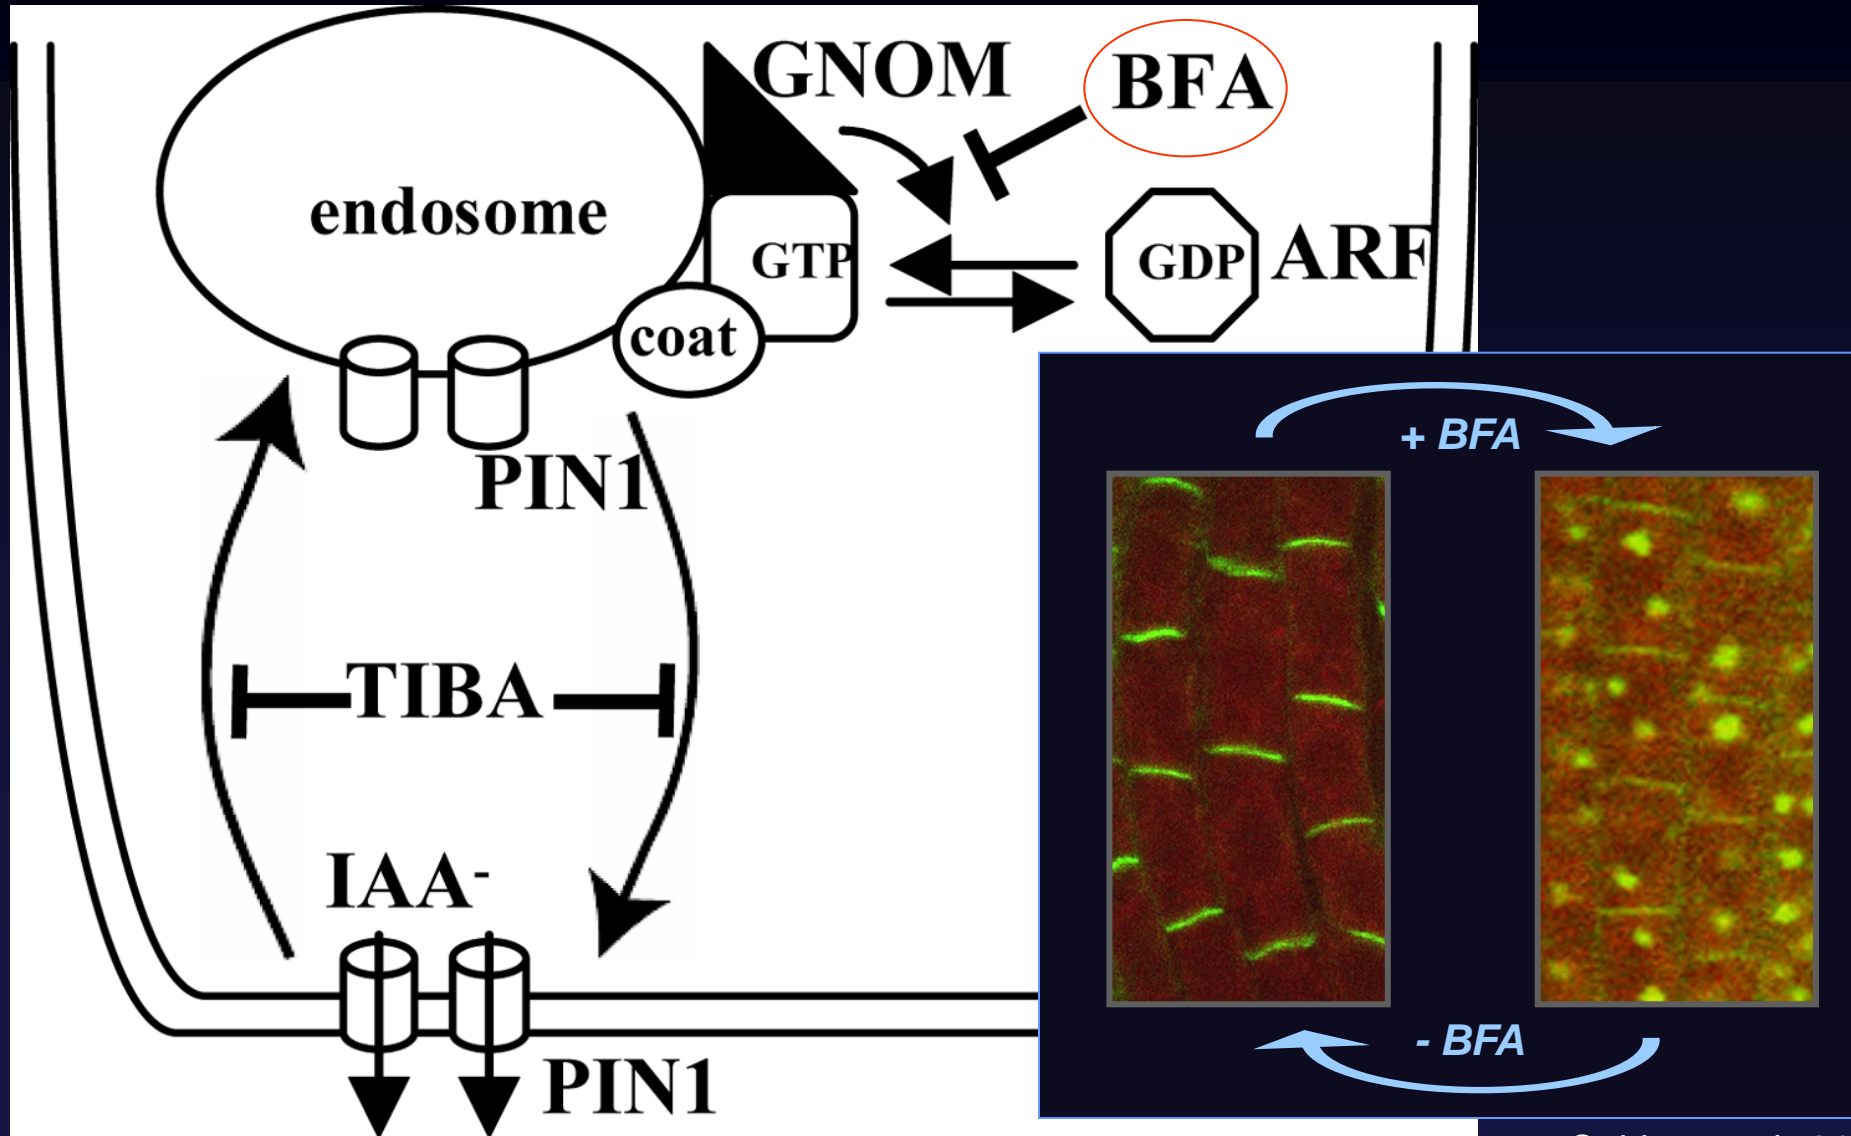 GNOM
BFA
endosome
GTP
GDP
ARF
coat
PIN1
TIBA
IAA-
PIN1
+ BFA
- BFA